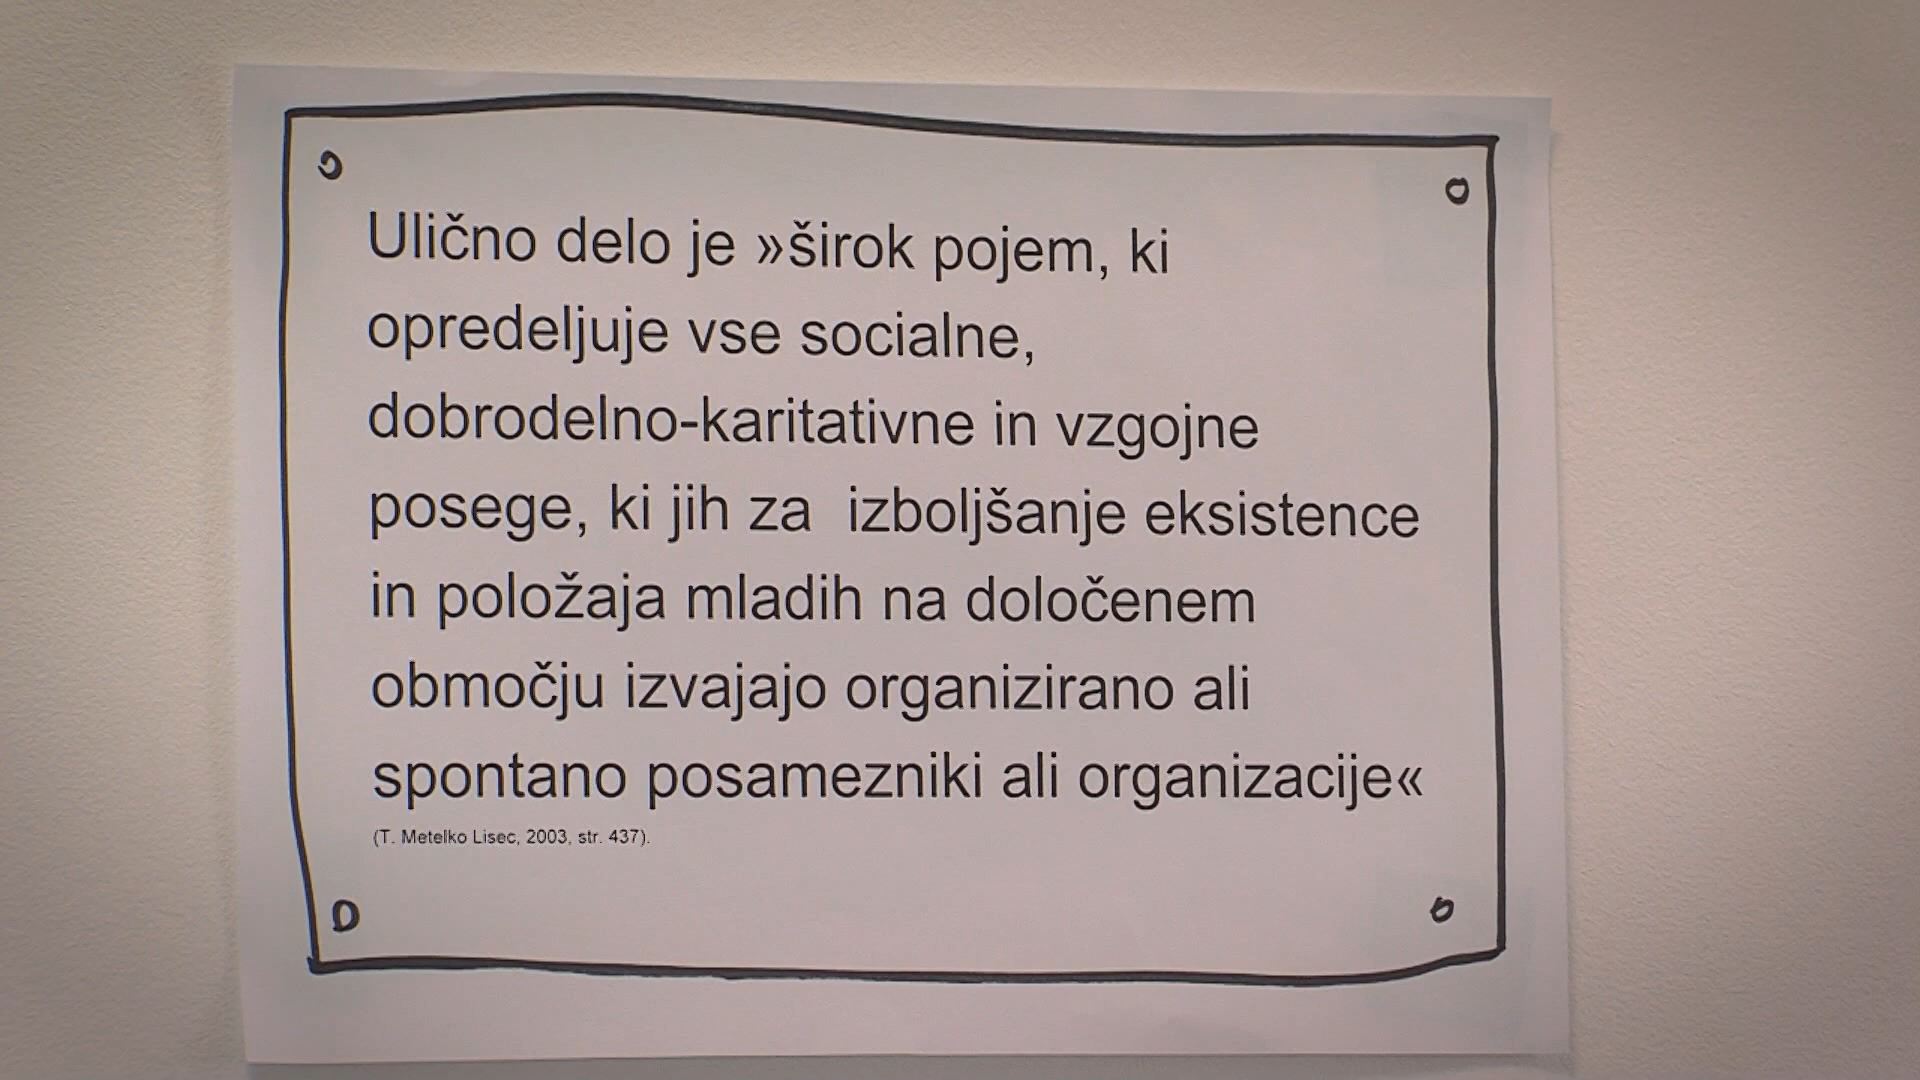 Ulično delo je »širok pojem, ki
opredeljuje vse socialne,
dobrodelno-karitativne in vzgojne
posege, ki jih za  izboljšanje eksistence
in položaja mladih na določenem
območju izvajajo organizirano ali
spontano posamezniki ali organizacije«
(T. Metelko Lisec, 2003, str. 437).